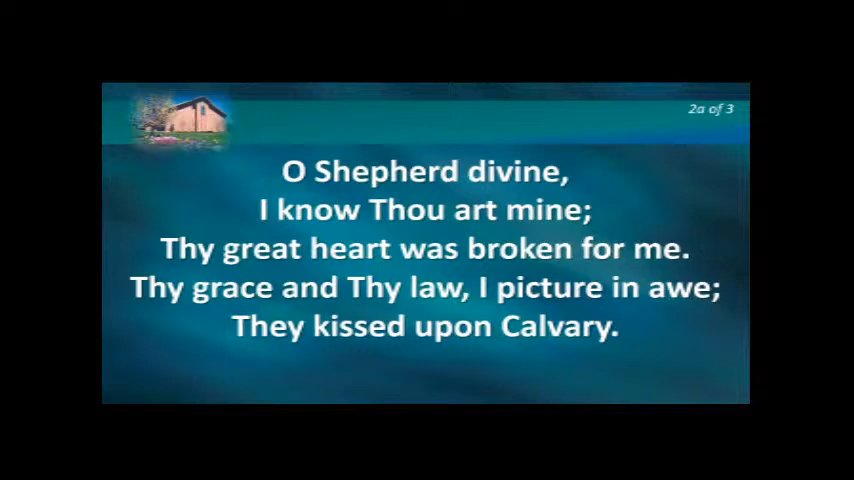 2a of 3
O Shepherd divine,
I know Thou art mine;
Thy great heart was broken for me.
Thy grace and Thy law, I picture in awe;
They kissed upon Calvary.